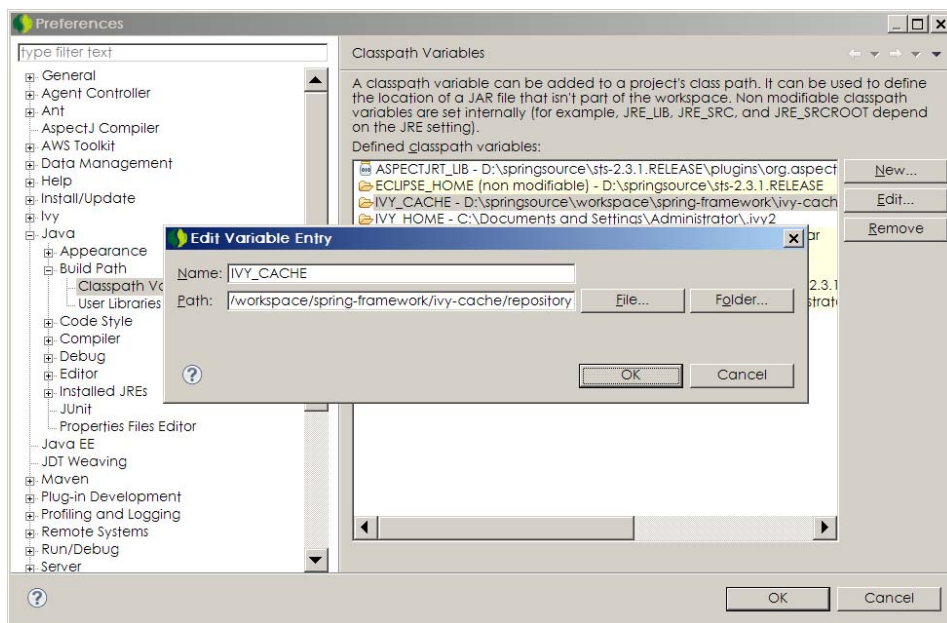 Preferences
type filter text
General
Agent Controller
Ant
AspectJ Compiler
AWS Toolkit
Data Management
Help
Install/Update
Ivy
Java
Appearance
Build Path
Classpath Va
User Libraries
Code Style
Compiler
Debug
Editor
Installed JREs
JUnit
Properties Files Editor
Java EE
JDT Weaving
Maven
Plug-in Development
Profiling and Logging
Remote Systems
Run/Debug
Server
Classpath Variables
A classpath variable can be added to a project's class path. It can be used to define
the location of a JAR file that isn't part of the workspace. Non modifiable classpath
variables are set internally (for example, JRE_LIB, JRE_SRC, and JRE_SRCROOT depend
on the JRE setting).
Defined classpath variables:
ASPECTJRT_LIB - D:\springsource\sts-2.3.1.RELEASE\plugins\org.aspect
ECLIPSE_HOME (non modifiable) - D:\springsource\sts-2.3.1.RELEASE
IVY_CACHE - D:\springsource\workspace\spring-framework\ivy-cach
IVY_HOME - C:\Documents and Settings\Administrator\.ivy2
ar
2.3.1
strat
New...
Edit...
Remove
Edit Variable Entry
Name: IVY_CACHE
Path: /workspace/spring-framework/ivy-cache/repository File... Folder...
OK Cancel
OK Cancel